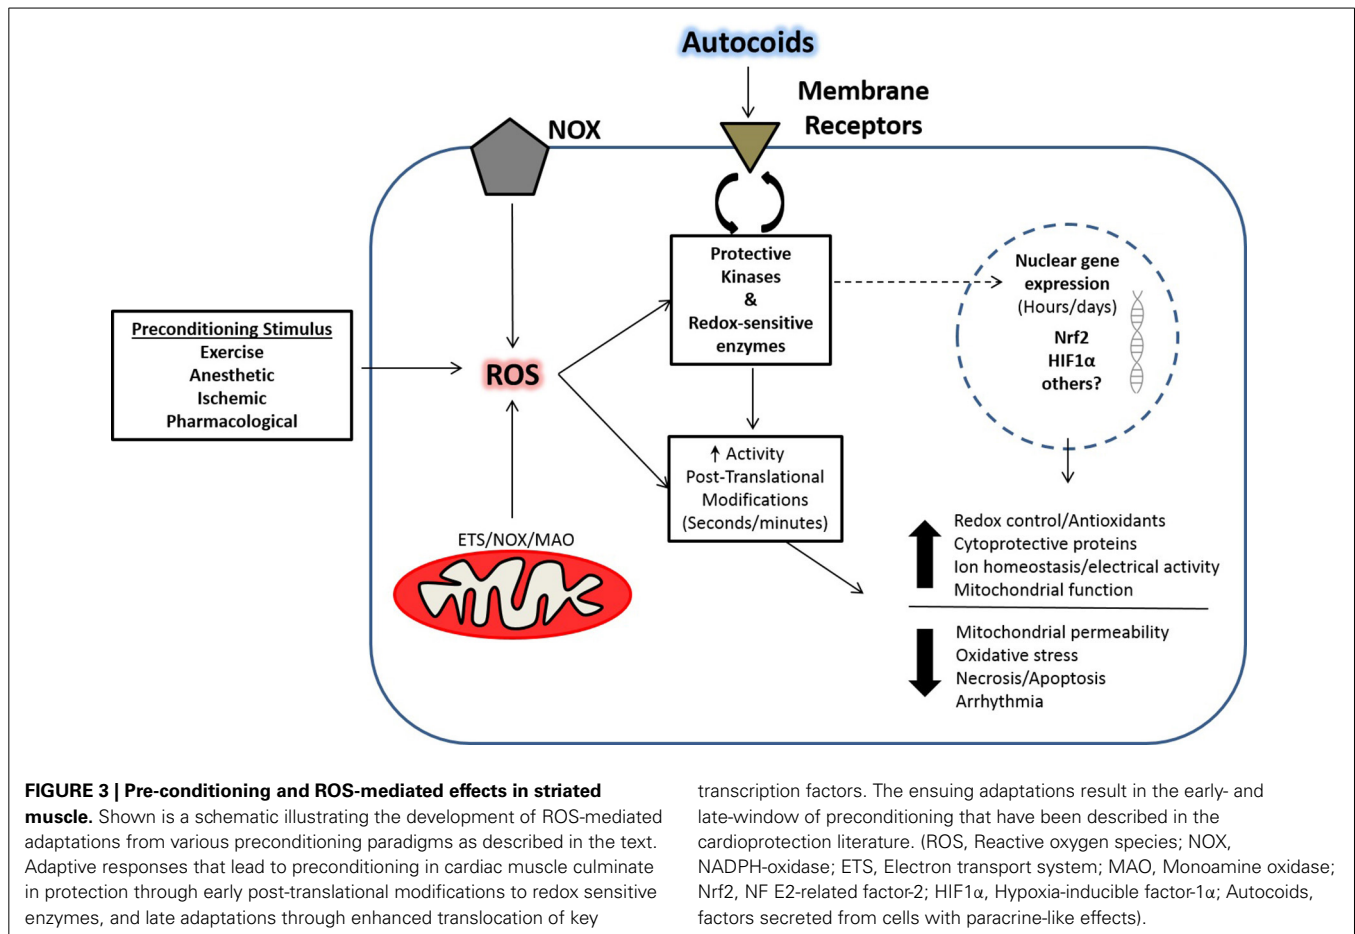 Autocoids
Membrane
Receptors
NOX
Preconditioning Stimulus
Exercise
Anesthetic
Ischemic
Pharmacological
ROS
ETS/NOX/MAO
Protective
Kinases
&
Redox-sensitive
enzymes
↑ Activity
Post-Translational
Modifications
(Seconds/minutes)
Nuclear gene
expression
(Hours/days)
Nrf2
HIF1α
others?
Redox control/Antioxidants
Cytoprotective proteins
Ion homeostasis/electrical activity
Mitochondrial function
Mitochondrial permeability
Oxidative stress
Necrosis/Apoptosis
Arrhythmia
FIGURE 3 | Pre-conditioning and ROS-mediated effects in striated
muscle. Shown is a schematic illustrating the development of ROS-mediated
adaptations from various preconditioning paradigms as described in the text.
Adaptive responses that lead to preconditioning in cardiac muscle culminate
in protection through early post-translational modifications to redox sensitive
enzymes, and late adaptations through enhanced translocation of key
transcription factors. The ensuing adaptations result in the early- and
late-window of preconditioning that have been described in the
cardioprotection literature. (ROS, Reactive oxygen species; NOX,
NADPH-oxidase; ETS, Electron transport system; MAO, Monoamine oxidase;
Nrf2, NF E2-related factor-2; HIF1α, Hypoxia-inducible factor-1α; Autocoids,
factors secreted from cells with paracrine-like effects).